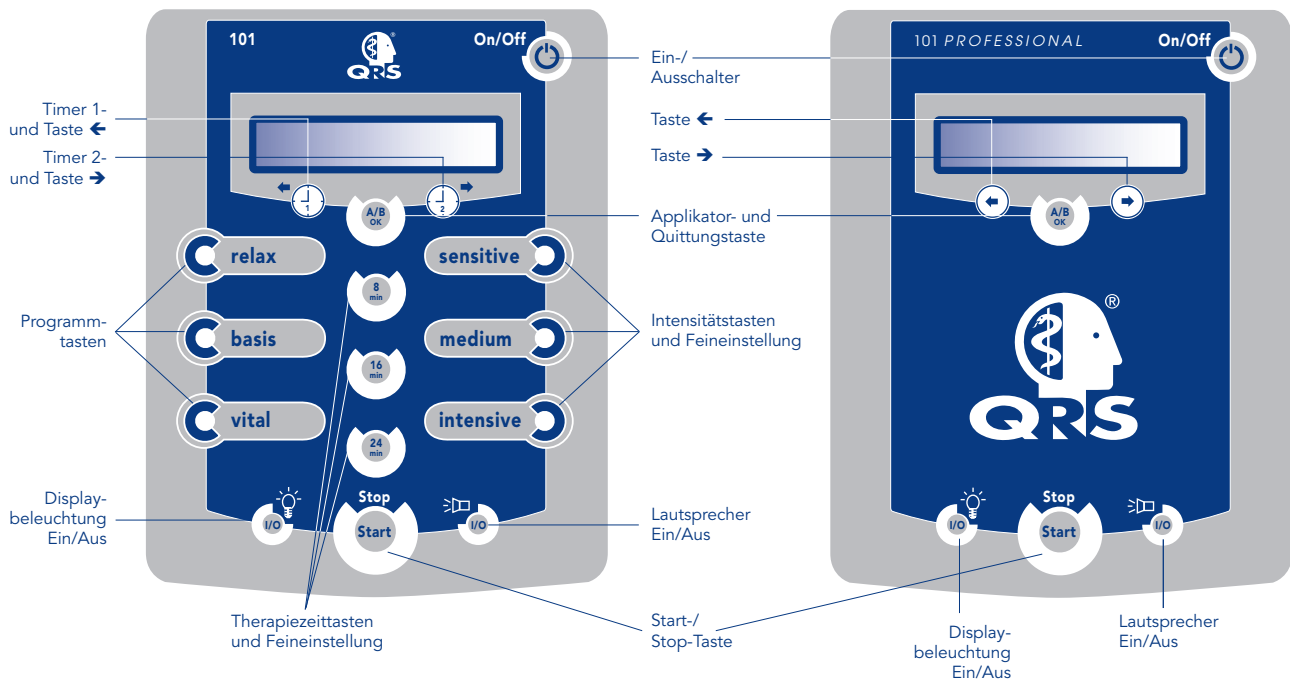 101
On/Off
QRS
Timer 1-
und Taste ←
Timer 2-
und Taste →
1
2
A/B
OK
relax
sensitive
8
min
Programm-
tasten
basis
medium
16
min
vital
intensive
24
min
Display-
beleuchtung
Ein/Aus
I/O
Stop
Start
I/O
Therapiezeittasten
und Feineinstellung
Ein-/
Ausschalter
Taste ←
Taste →
Applikator- und
Quittungstaste
Intensitätstasten
und Feineinstellung
Lautsprecher
Ein/Aus
Start-/
Stop-Taste
101 PROFESSIONAL
On/Off
A/B
OK
®
QRS
I/O
Stop
Start
I/O
Display-
beleuchtung
Ein/Aus
Lautsprecher
Ein/Aus